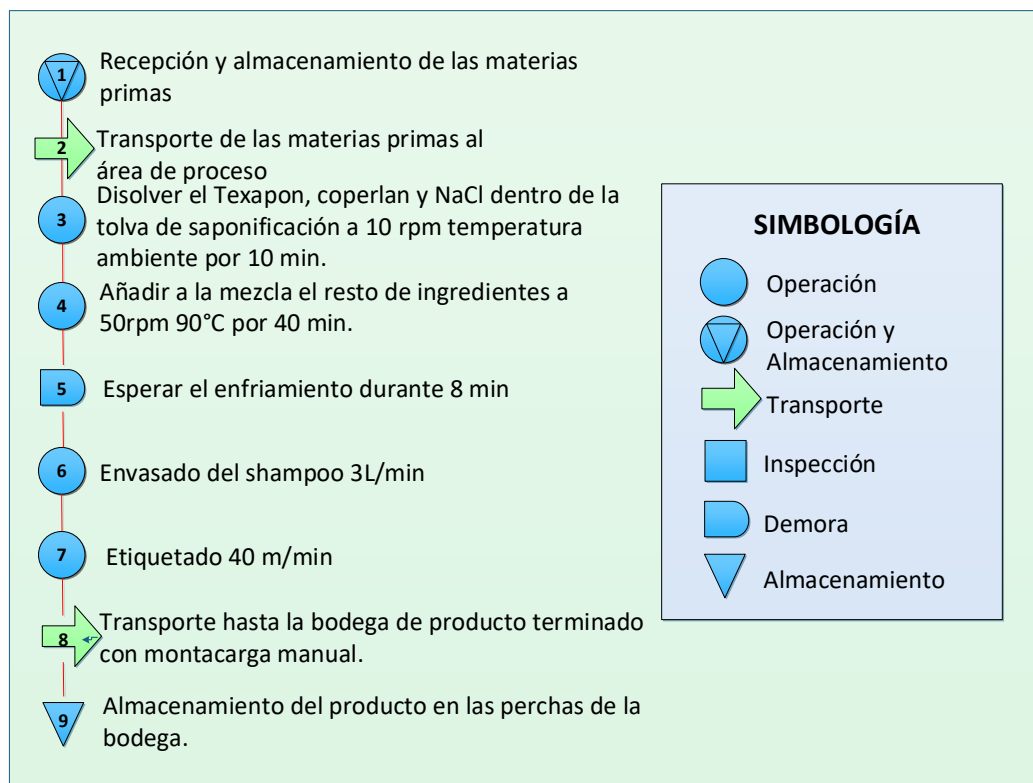 1
Recepción y almacenamiento de las materias
primas
2
Transporte de las materias primas al
área de proceso
3
Disolver el Texapon, coperlan y NaCl dentro de la
tolva de saponificación a 10 rpm temperatura
ambiente por 10 min.
4
Añadir a la mezcla el resto de ingredientes a
50rpm 90°C por 40 min.
5
Esperar el enfriamiento durante 8 min
6
Envasado del shampoo 3L/min
7
Etiquetado 40 m/min
8
Transporte hasta la bodega de producto terminado
con montacarga manual.
9
Almacenamiento del producto en las perchas de la
bodega.
SIMBOLOGÍA
Operación
Operación y
Almacenamiento
Transporte
Inspección
Demora
Almacenamiento